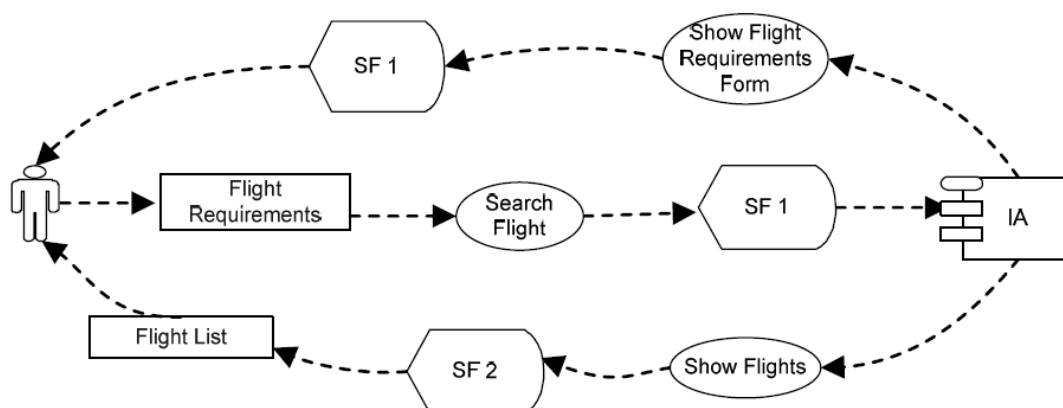 Show Flight
Requirements
Form
SF 1
Flight
Requirements
Search
Flight
SF 1
IA
Flight List
SF 2
Show Flights